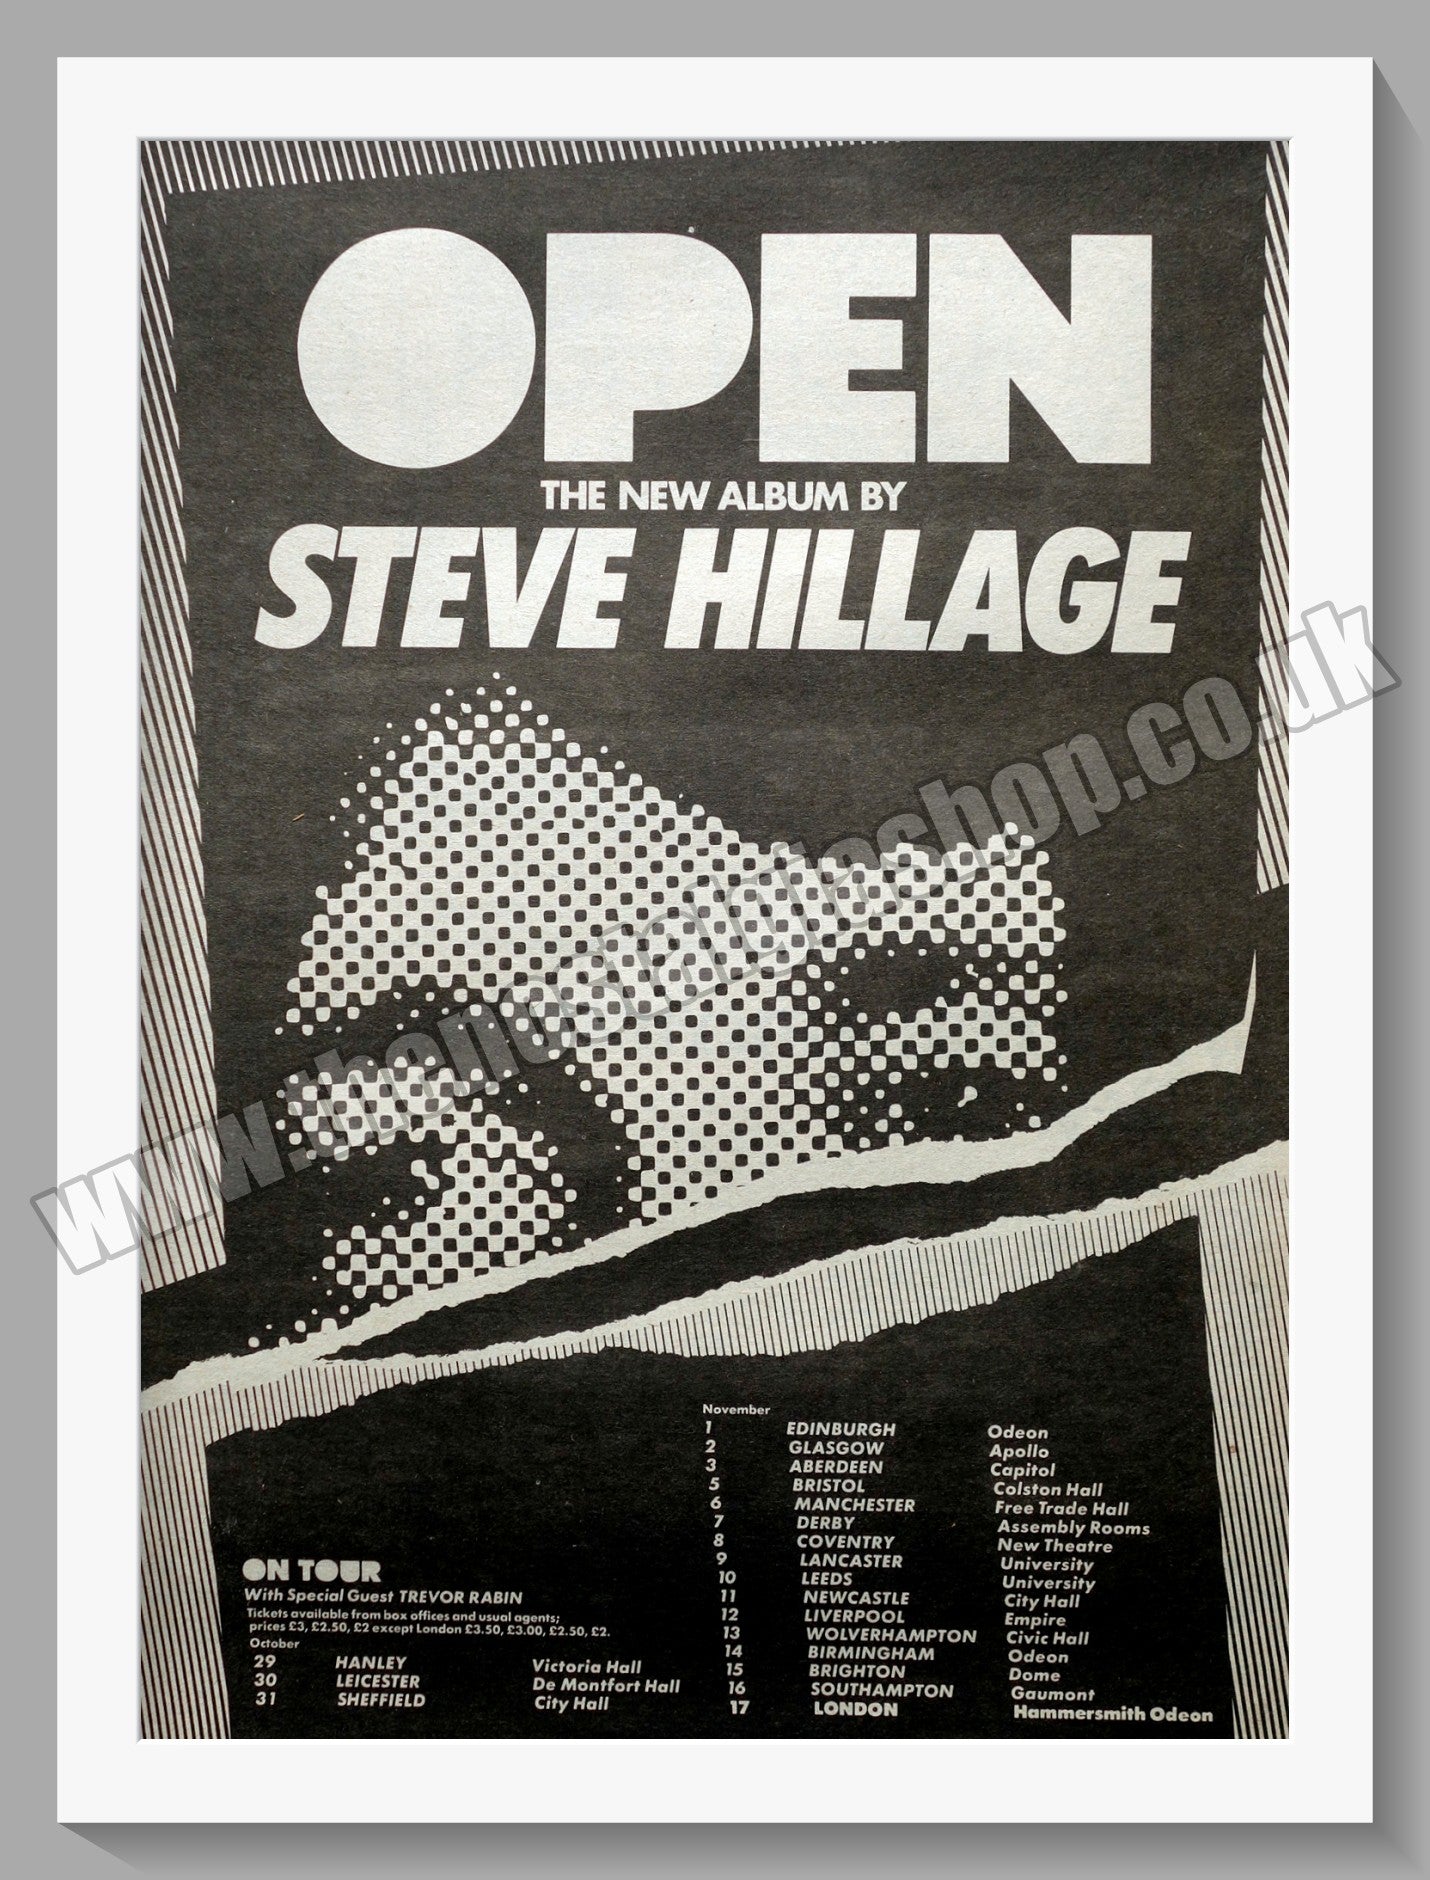 OPEN
THE NEW ALBUM BY
STEVE HILLAGE
www.thenostalgiashop.co.uk
ON TOUR
With Special Guest TREVOR RABIN
Tickets available from box offices and usual agents;
prices £3, £2.50, £2 except London £3.50, £3.00, £2.50, £2.
October
29 HANLEY Victoria Hall
30 LEICESTER De Montfort Hall
31 SHEFFIELD City Hall
November
1 EDINBURGH Odeon
2 GLASGOW Apollo
3 ABERDEEN Capitol
5 BRISTOL Colston Hall
6 MANCHESTER Free Trade Hall
7 DERBY Assembly Rooms
8 COVENTRY New Theatre
9 LANCASTER University
10 LEEDS University
11 NEWCASTLE City Hall
12 LIVERPOOL Empire
13 WOLVERHAMPTON Civic Hall
14 BIRMINGHAM Odeon
15 BRIGHTON Dome
16 SOUTHAMPTON Gaumont
17 LONDON Hammersmith Odeon